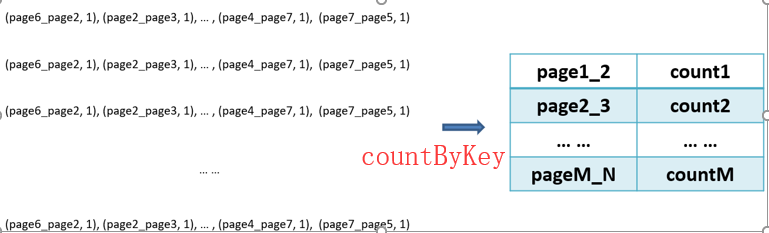 (page6_page2, 1), (page2_page3, 1), ... , (page4_page7, 1),  (page7_page5, 1)
(page6_page2, 1), (page2_page3, 1), ... , (page4_page7, 1),  (page7_page5, 1)
(page6_page2, 1), (page2_page3, 1), ... , (page4_page7, 1),  (page7_page5, 1)
... ...
(page6_page2, 1), (page2_page3, 1), ... , (page4_page7, 1),  (page7_page5, 1)
countByKey
page1_2 count1
page2_3 count2
... ... ... ...
pageM_N countM